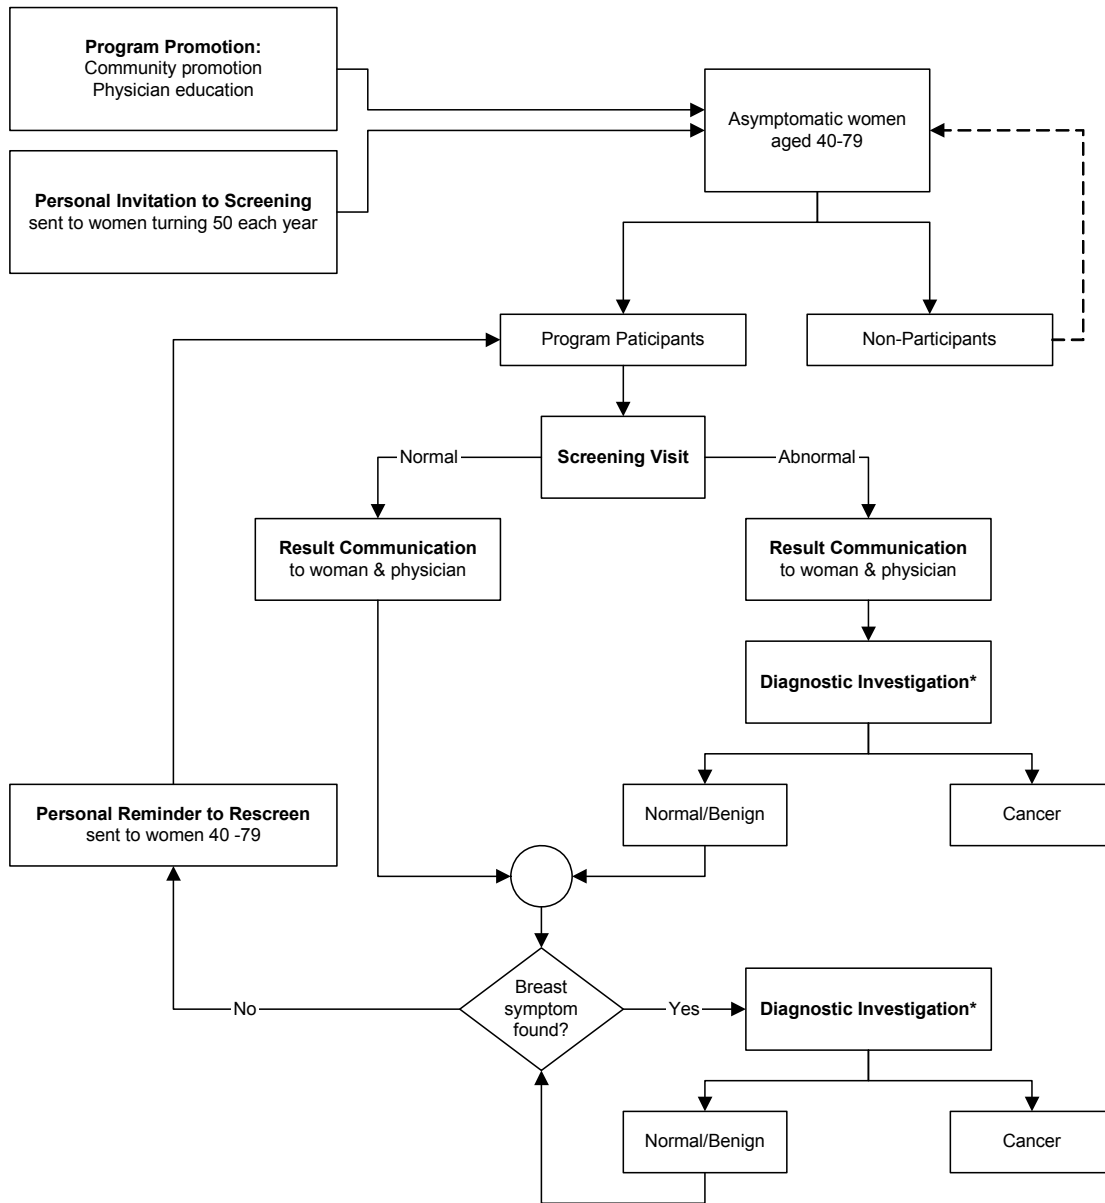 Program Promotion:
Community promotion
Physician education
Asymptomatic women
aged 40-79
Personal Invitation to Screening
sent to women turning 50 each year
Program Paticipants
Non-Participants
Normal
Screening Visit
Abnormal
Result Communication
to woman & physician
Result Communication
to woman & physician
Diagnostic Investigation*
Personal Reminder to Rescreen
sent to women 40 -79
Normal/Benign
Cancer
Breast
symptom
found?
No
Yes
Diagnostic Investigation*
Normal/Benign
Cancer